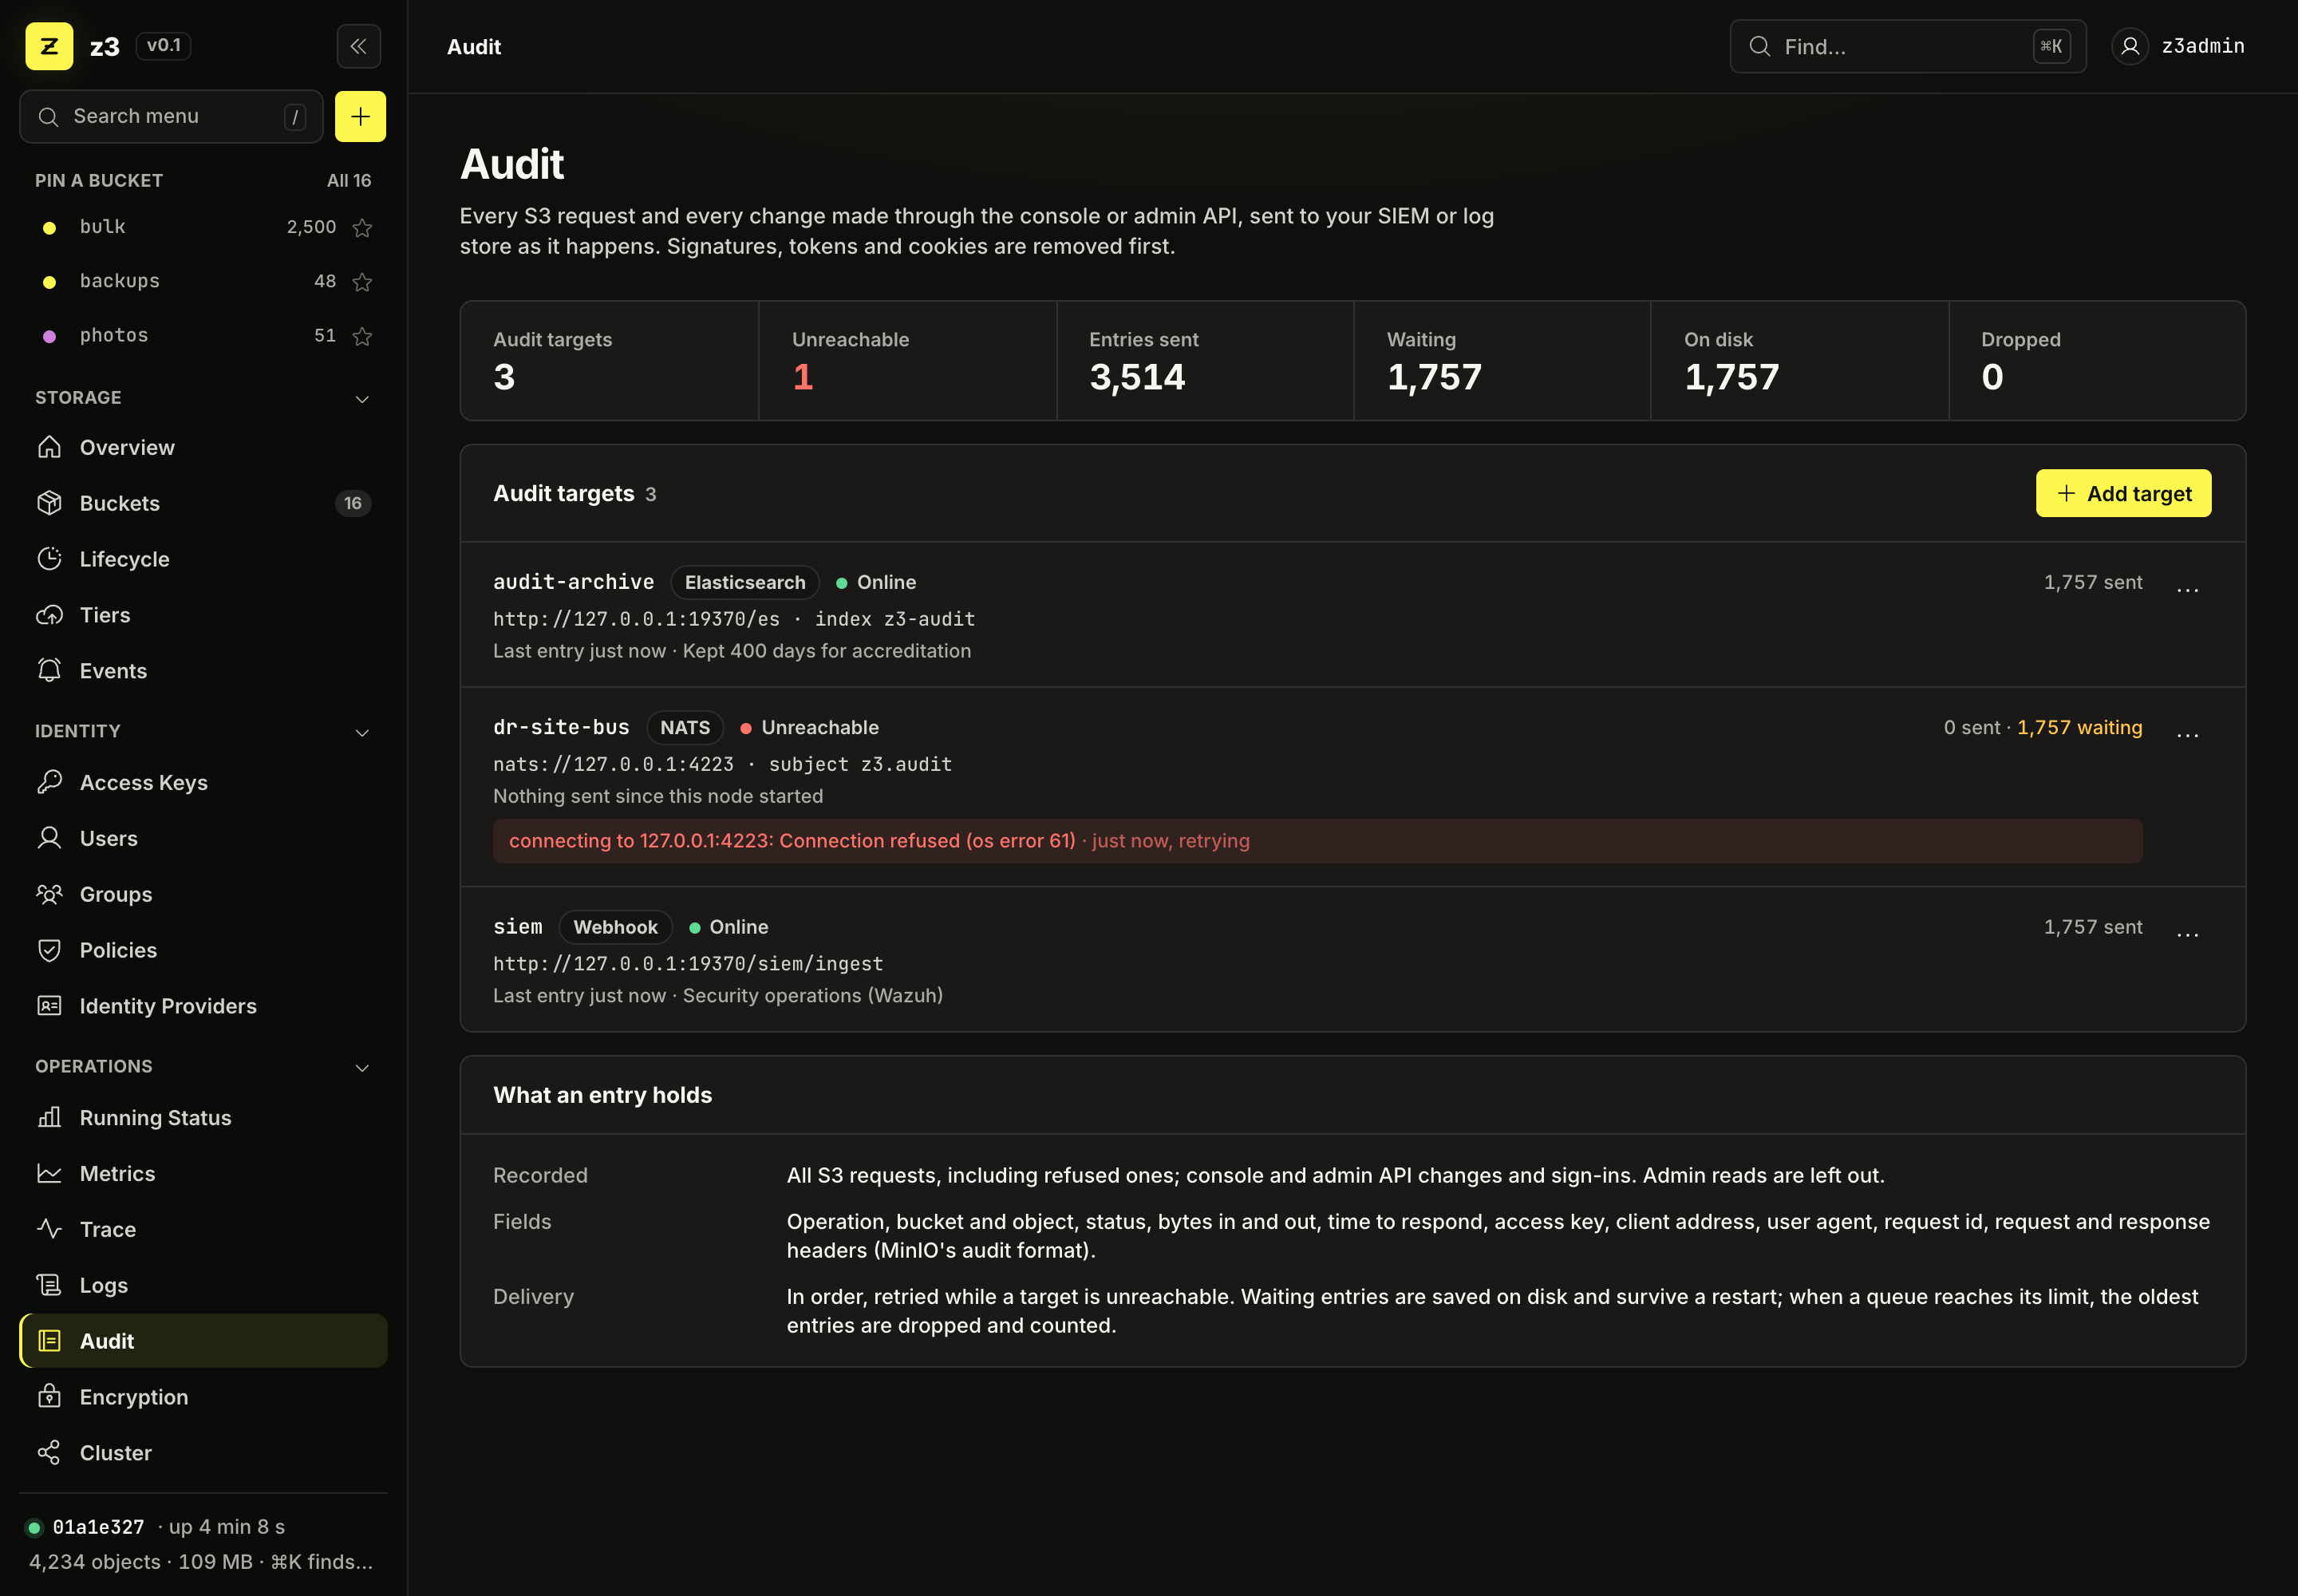 z3 v0.1
Search menu /
PIN A BUCKET All 16
bulk 2,500
backups 48
photos 51
STORAGE
Overview
Buckets 16
Lifecycle
Tiers
Events
IDENTITY
Access Keys
Users
Groups
Policies
Identity Providers
OPERATIONS
Running Status
Metrics
Trace
Logs
Audit
Encryption
Cluster
01a1e327 · up 4 min 8 s
4,234 objects · 109 MB · ⌘K finds...
Audit
Find... ⌘K z3admin
Audit
Every S3 request and every change made through the console or admin API, sent to your SIEM or log
store as it happens. Signatures, tokens and cookies are removed first.
Audit targets Unreachable Entries sent Waiting On disk Dropped
3 1 3,514 1,757 1,757 0
Audit targets 3 + Add target
audit-archive Elasticsearch Online 1,757 sent ...
http://127.0.0.1:19370/es · index z3-audit
Last entry just now · Kept 400 days for accreditation
dr-site-bus NATS Unreachable 0 sent · 1,757 waiting ...
nats://127.0.0.1:4223 · subject z3.audit
Nothing sent since this node started
connecting to 127.0.0.1:4223: Connection refused (os error 61) · just now, retrying
siem Webhook Online 1,757 sent ...
http://127.0.0.1:19370/siem/ingest
Last entry just now · Security operations (Wazuh)
What an entry holds
Recorded All S3 requests, including refused ones; console and admin API changes and sign-ins. Admin reads are left out.
Fields Operation, bucket and object, status, bytes in and out, time to respond, access key, client address, user agent, request id, request and response
headers (MinIO's audit format).
Delivery In order, retried while a target is unreachable. Waiting entries are saved on disk and survive a restart; when a queue reaches its limit, the oldest
entries are dropped and counted.